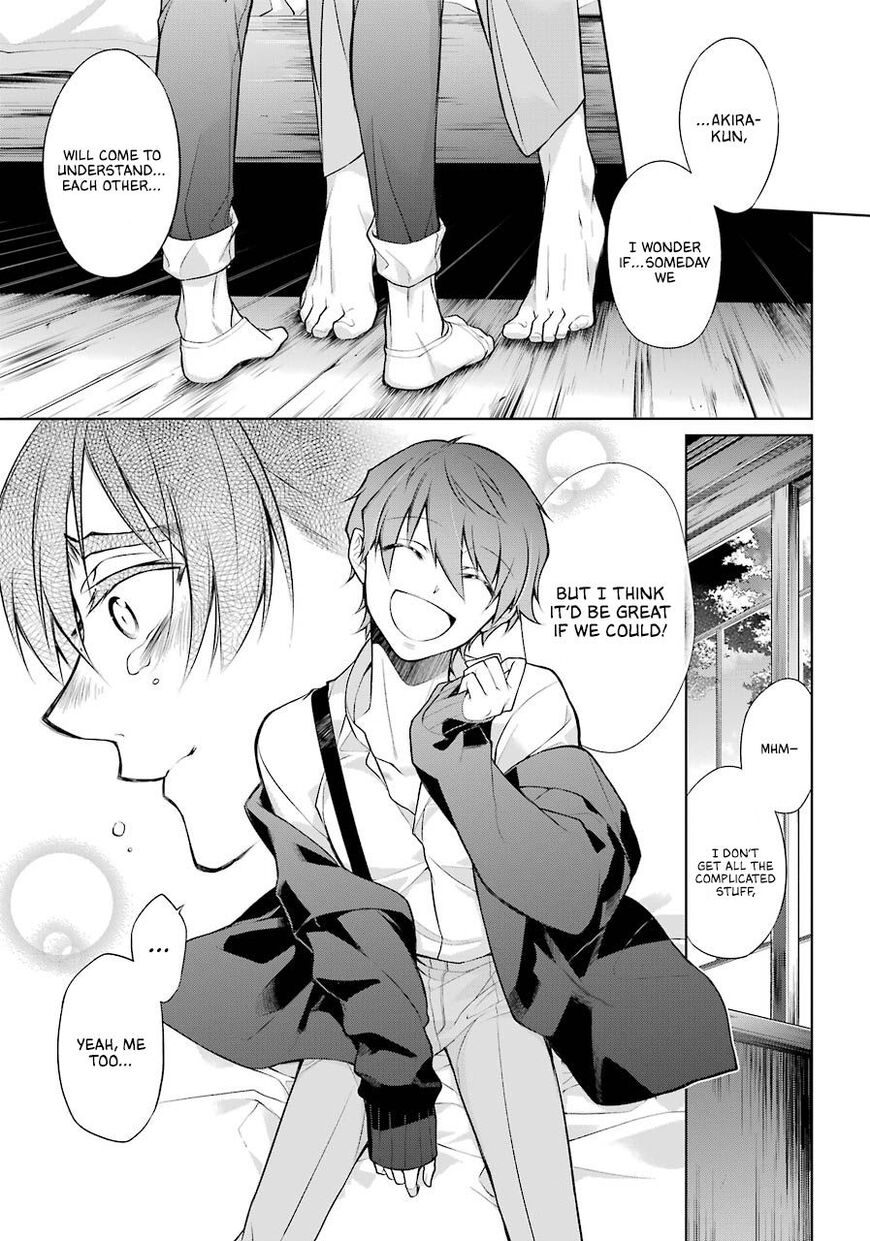 ...AKIRA-
KUN,
I WONDER
IF...SOMEDAY
WE
WILL COME TO
UNDERSTAND...
EACH OTHER...
MHM-
I DON'T
GET ALL THE
COMPLICATED
STUFF,
BUT I THINK
IT'D BE GREAT
IF WE COULD!
...
YEAH, ME
TOO...